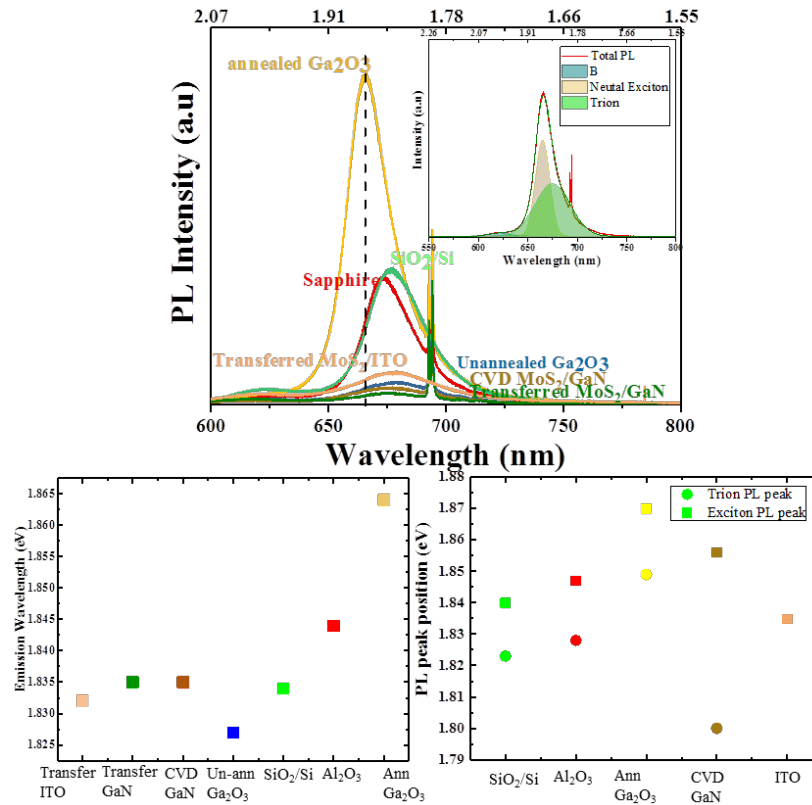 2.07 1.91 1.78 1.66 1.55
annealed Ga2O3
PL Intensity (a.u)
SiO2/Si
Sapphire
Transferred MoS2/ITO
Unannealed Ga2O3
CVD MoS2/GaN
Transferred MoS2/GaN
600 650 700 750 800
Wavelength (nm)
2.26 2.07 1.91 1.78 1.66 1.55
Total PL
B
Neutal Exciton
Trion
Intensity (a.u)
550 600 650 700 750 800
Wavelength (nm)
Emission Wavelength (eV)
1.865
1.860
1.855
1.850
1.845
1.840
1.835
1.830
1.825
Transfer ITO
Transfer GaN
CVD GaN
Un-ann Ga2O3
SiO2/Si
Al2O3
Ann Ga2O3
PL peak position (eV)
1.88
1.87
1.86
1.85
1.84
1.83
1.82
1.81
1.80
1.79
Trion PL peak
Exciton PL peak
SiO2/Si
Al2O3
Ann Ga2O3
CVD GaN
ITO